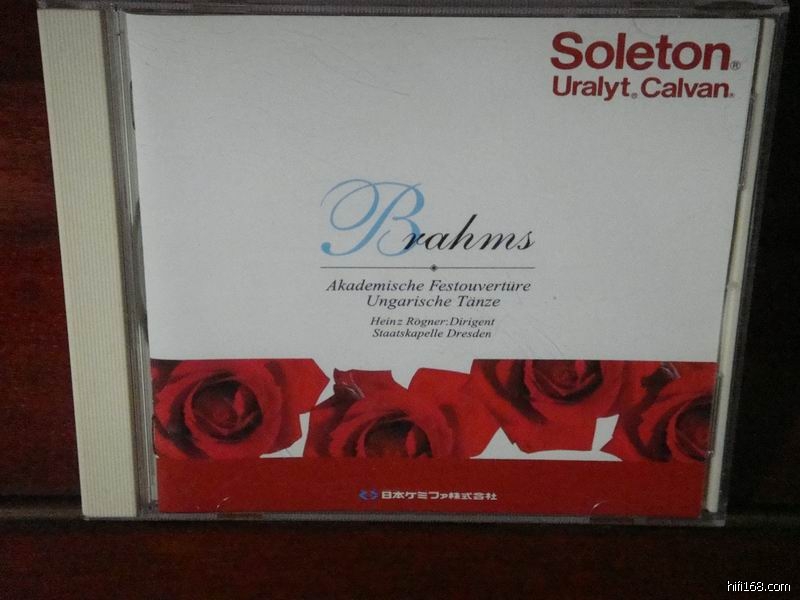 Soleton®
Uralyt® Calvan®
Brahms
Akademische Festouvertüre
Ungarische Tänze
Heinz Rögner:Dirigent
Staatskapelle Dresden
日本ケミファ株式会社
hifi168.com